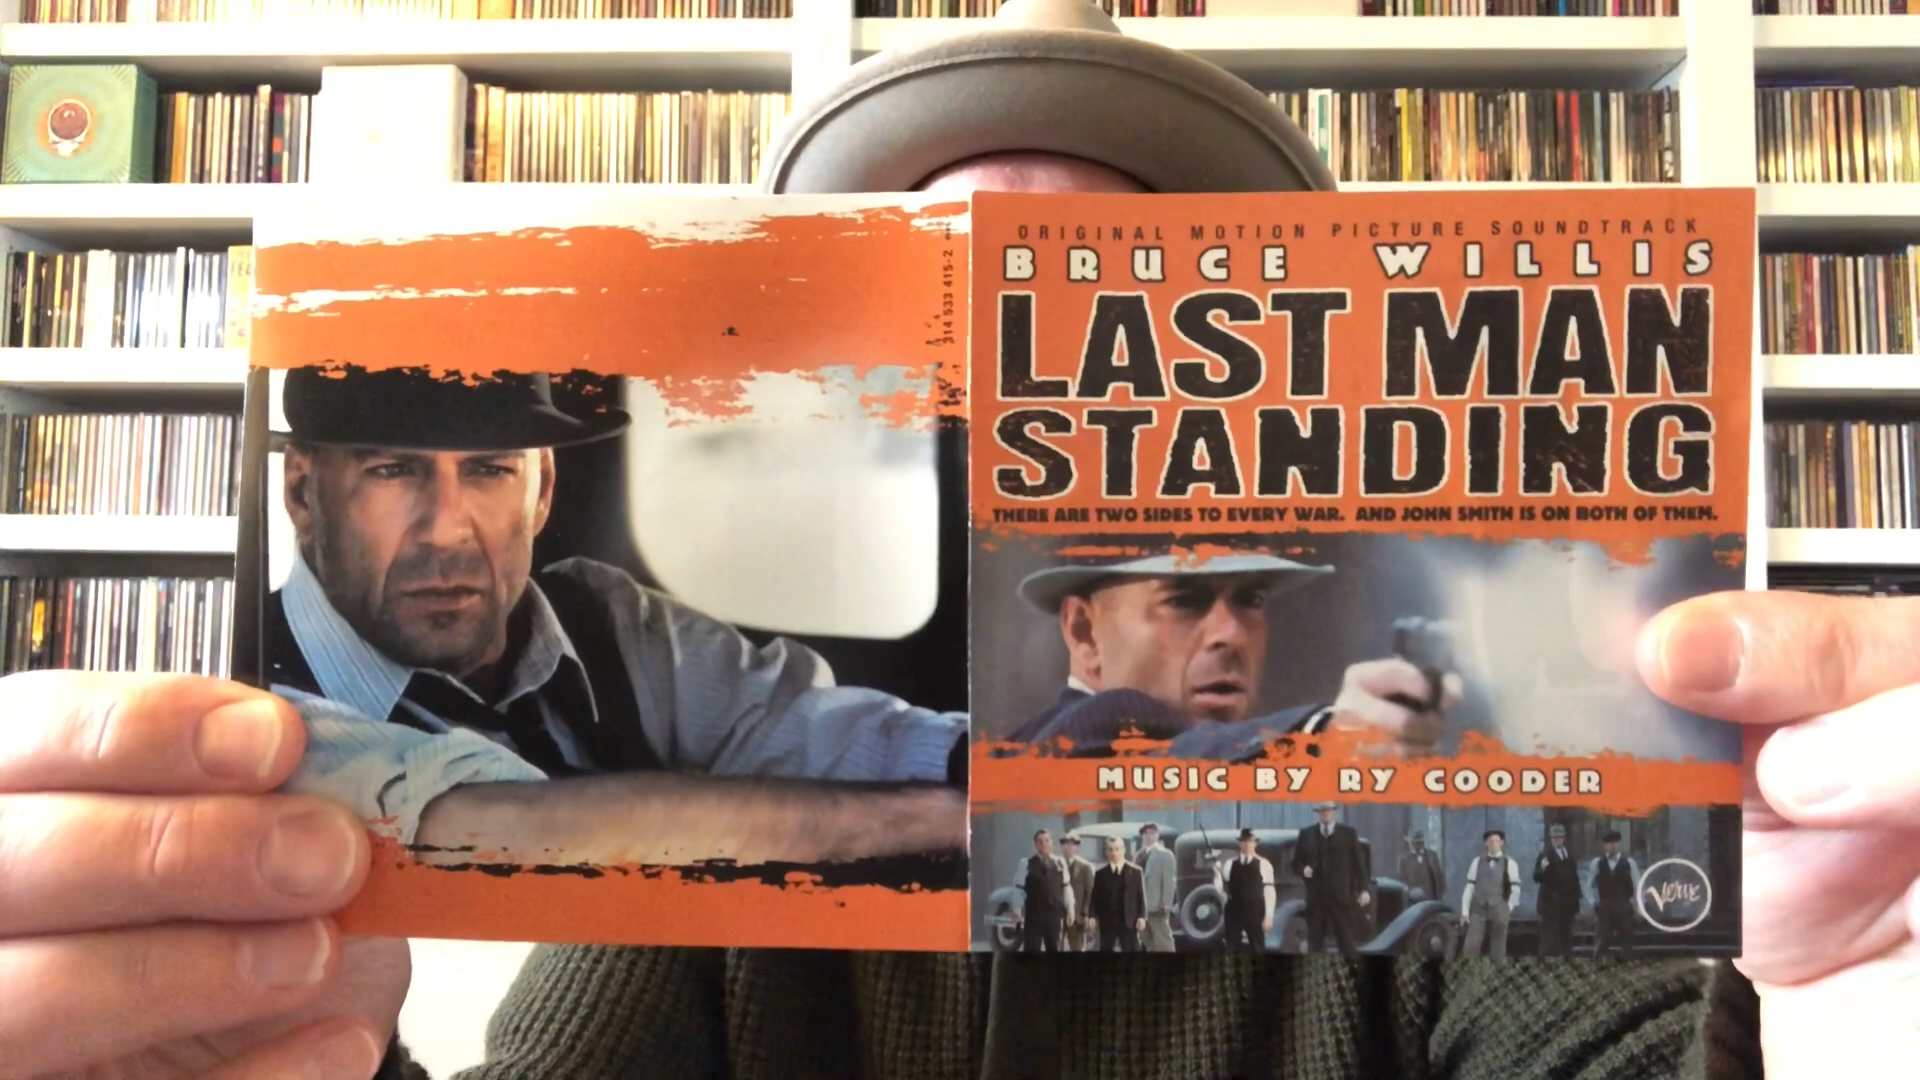 ORIGINAL MOTION PICTURE SOUNDTRACK
BRUCE WILLIS
LAST MAN
STANDING
THERE ARE TWO SIDES TO EVERY WAR. AND JOHN SMITH IS ON BOTH OF THEM.
MUSIC BY RY COODER
Verve
314 533 415-2